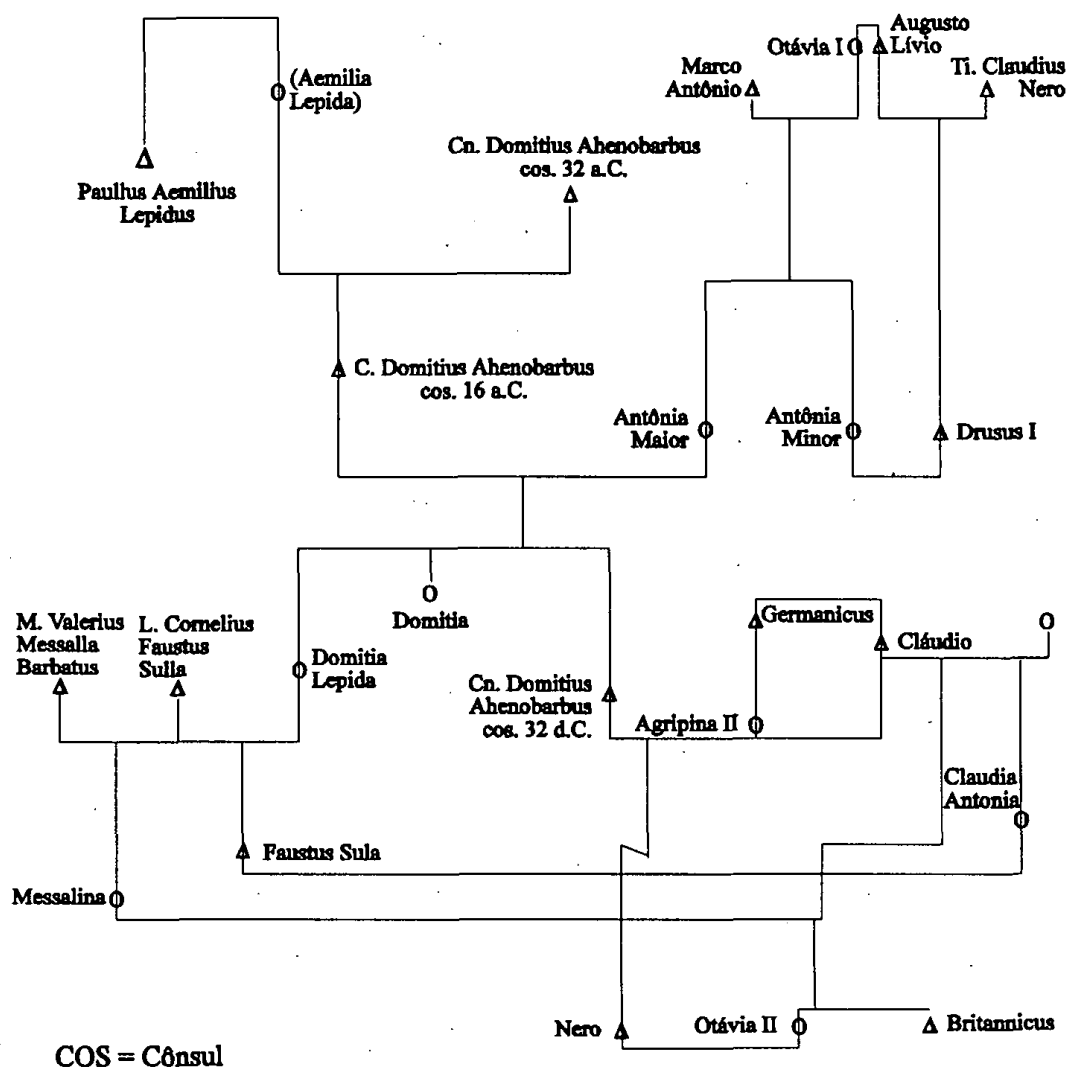 Augusto
Otávia I
Lívio
Marco
Antônio
Ti. Claudius
Nero
(Aemilia
Lepida)
Cn. Domitius Ahenobarbus
cos. 32 a.C.
Paullus Aemilius
Lepidus
C. Domitius Ahenobarbus
cos. 16 a.C.
Antônia
Maior
Antônia
Minor
Drusus I
M. Valerius
Messalla
Barbatus
L. Cornelius
Faustus
Sulla
Domitia
Domitia
Lepida
Germanicus
Cláudio
Cn. Domitius
Ahenobarbus
cos. 32 d.C.
Agripina II
Claudia
Antonia
Faustus Sula
Messalina
Nero
Otávia II
Britannicus
COS = Cônsul